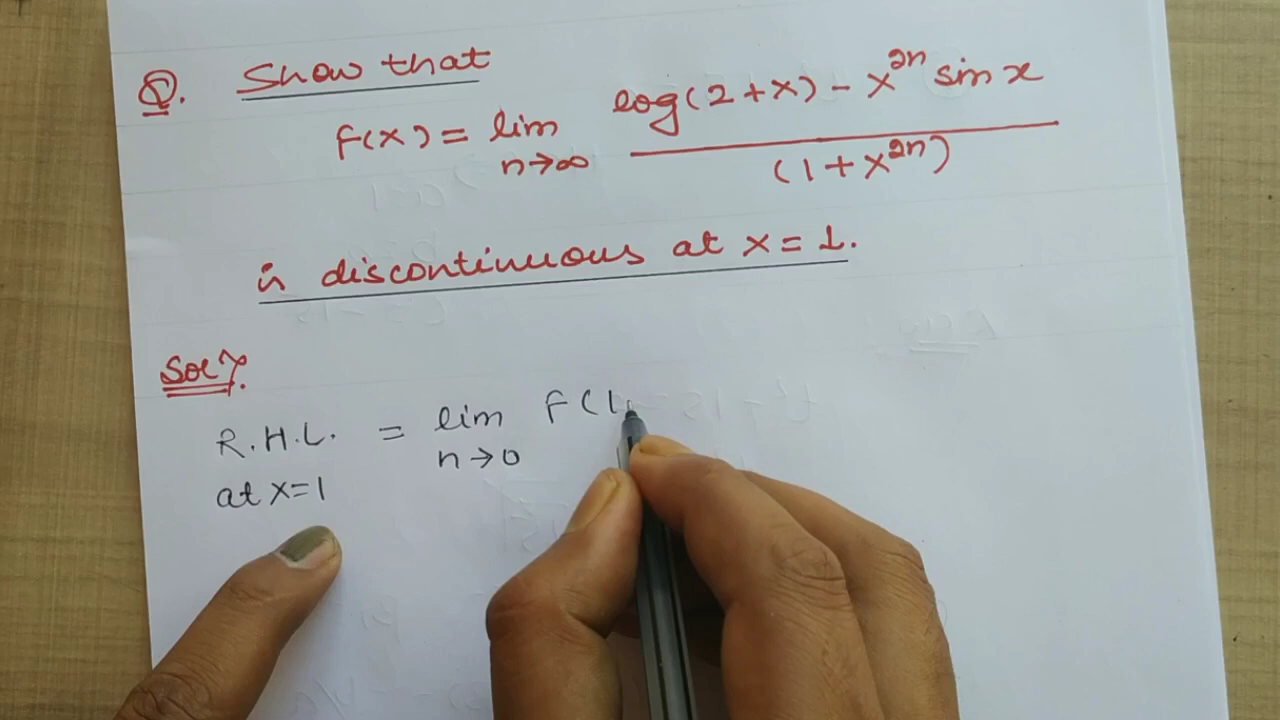 Q. Show that
f(x) = lim n→∞ log(2+x) - x^2n sin x / (1 + x^2n)
is discontinuous at x = 1.
Solⁿ.
R.H.L. = lim n→0 f(1
at x=1